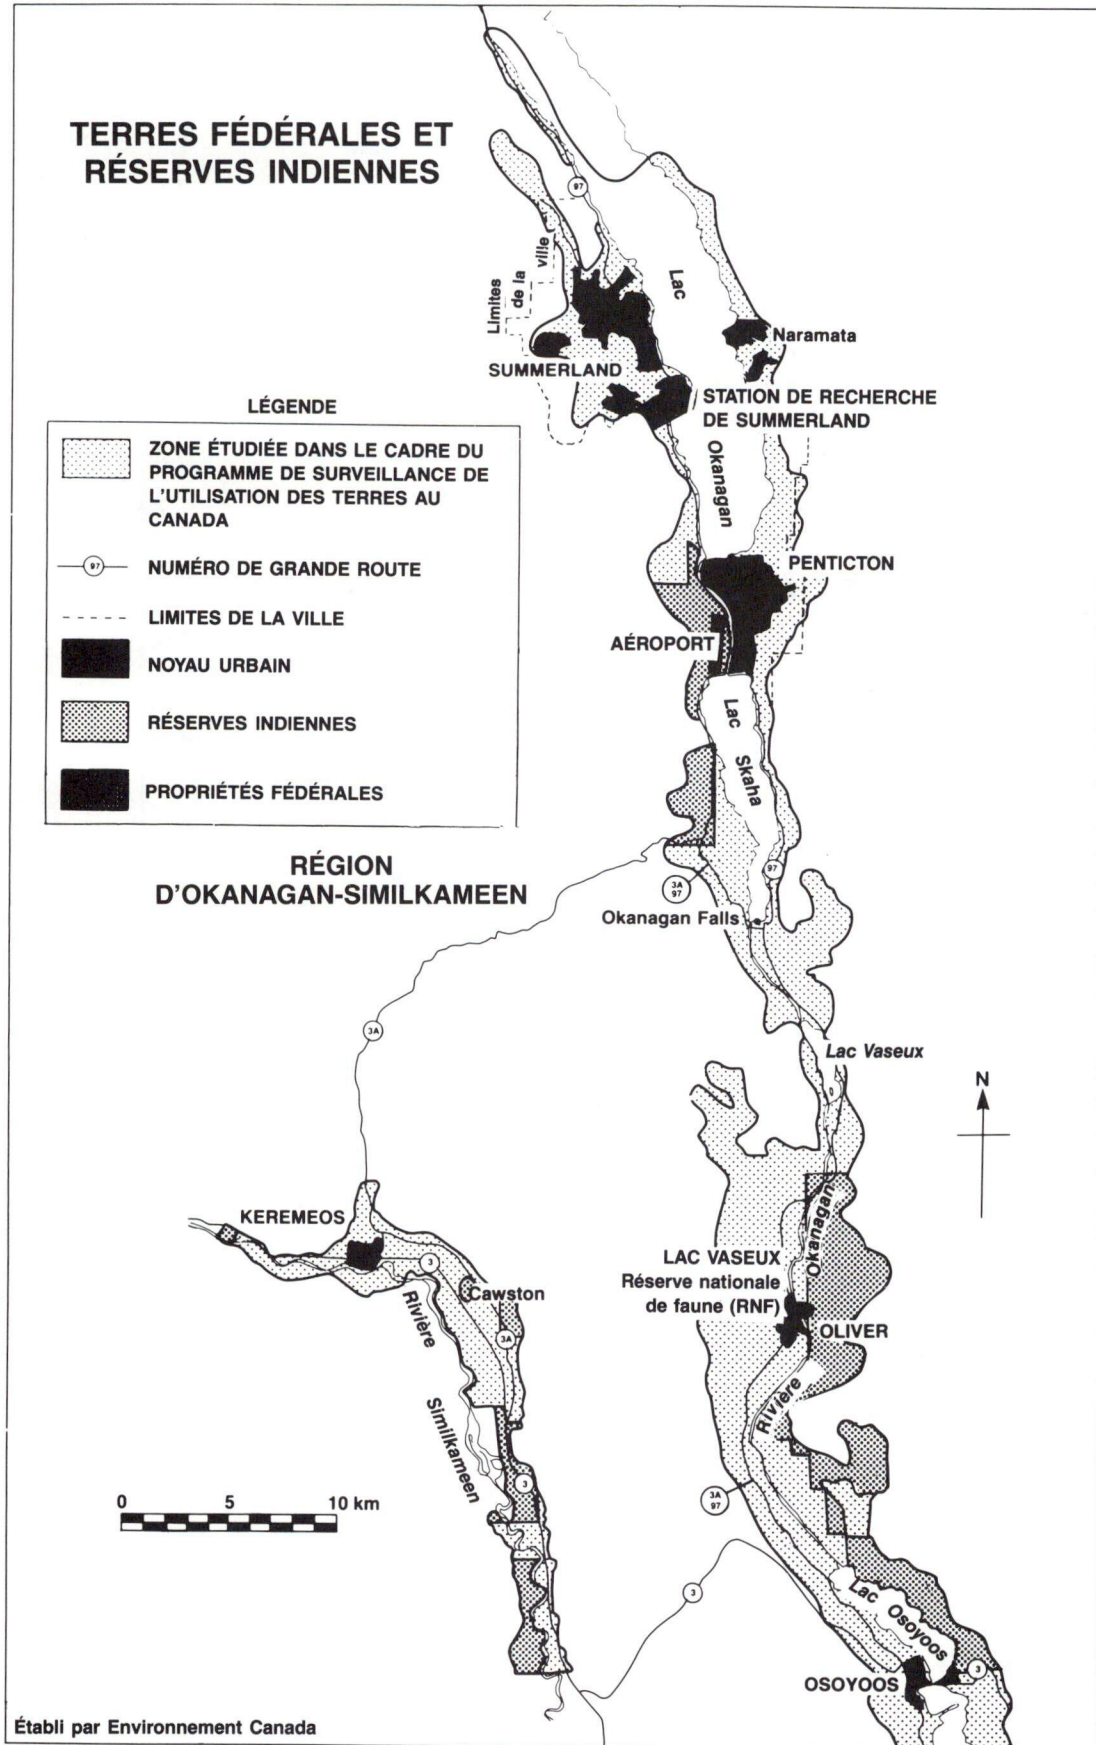 TERRES FÉDÉRALES ET
RÉSERVES INDIENNES
97
Limites
de la
ville
Lac
Naramata
SUMMERLAND
STATION DE RECHERCHE
DE SUMMERLAND
Okanagan
LÉGENDE
ZONE ÉTUDIÉE DANS LE CADRE DU
PROGRAMME DE SURVEILLANCE DE
L'UTILISATION DES TERRES AU
CANADA
97
NUMÉRO DE GRANDE ROUTE
LIMITES DE LA VILLE
NOYAU URBAIN
RÉSERVES INDIENNES
PROPRIÉTÉS FÉDÉRALES
PENTICTON
AÉROPORT
Lac
Skaha
RÉGION
D'OKANAGAN-SIMILKAMEEN
97
3A
97
Okanagan Falls
3A
Lac Vaseux
N
KEREMEOS
3
Cawston
3A
Rivière
Similkameen
3
Okanagan
LAC VASEUX
Réserve nationale
de faune (RNF)
OLIVER
Rivière
0 5 10 km
3A
97
3
Lac Osoyoos
3
OSOYOOS
Établi par Environnement Canada